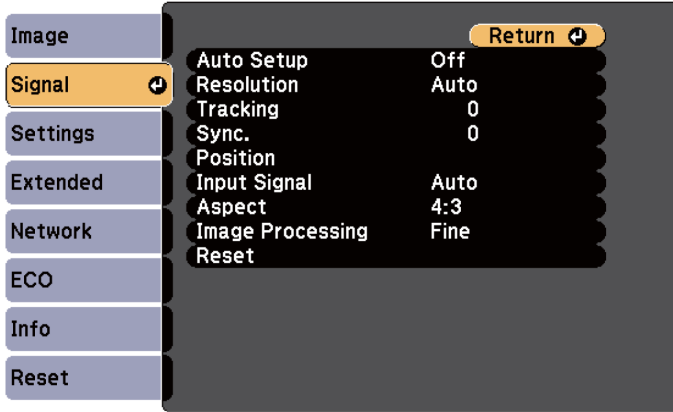 Image
Signal
Settings
Extended
Network
ECO
Info
Reset
Return
Auto Setup Off
Resolution Auto
Tracking 0
Sync. 0
Position
Input Signal Auto
Aspect 4:3
Image Processing Fine
Reset